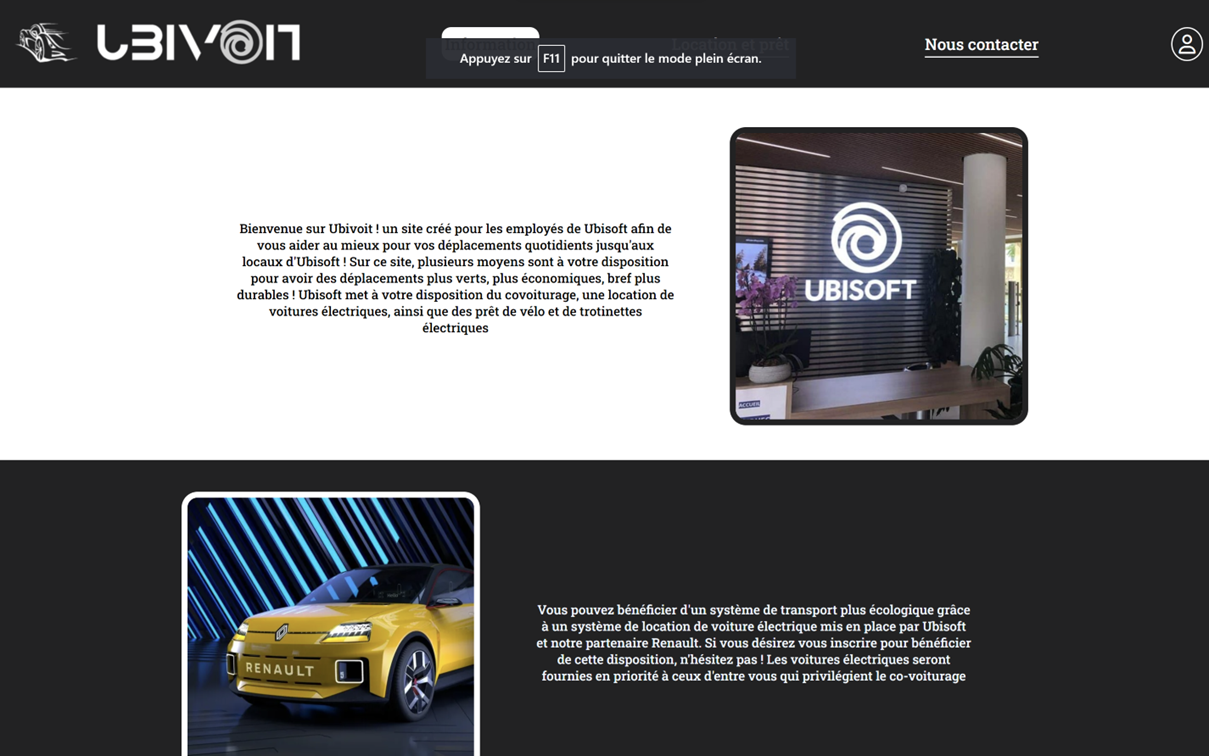 UBIVOIT
Information
Location et prêt
Nous contacter
Appuyez sur F11 pour quitter le mode plein écran.
Bienvenue sur Ubivoit ! un site créé pour les employés de Ubisoft afin de
vous aider au mieux pour vos déplacements quotidients jusqu'aux
locaux d'Ubisoft ! Sur ce site, plusieurs moyens sont à votre disposition
pour avoir des déplacements plus verts, plus économiques, bref plus
durables ! Ubisoft met à votre disposition du covoiturage, une location de
voitures électriques, ainsi que des prêt de vélo et de trotinettes
électriques
UBISOFT
ACCUEIL
RENAULT
5
Vous pouvez bénéficier d'un système de transport plus écologique grâce
à un système de location de voiture électrique mis en place par Ubisoft
et notre partenaire Renault. Si vous désirez vous inscrire pour bénéficier
de cette disposition, n'hésitez pas ! Les voitures électriques seront
fournies en priorité à ceux d'entre vous qui privilégient le co-voiturage